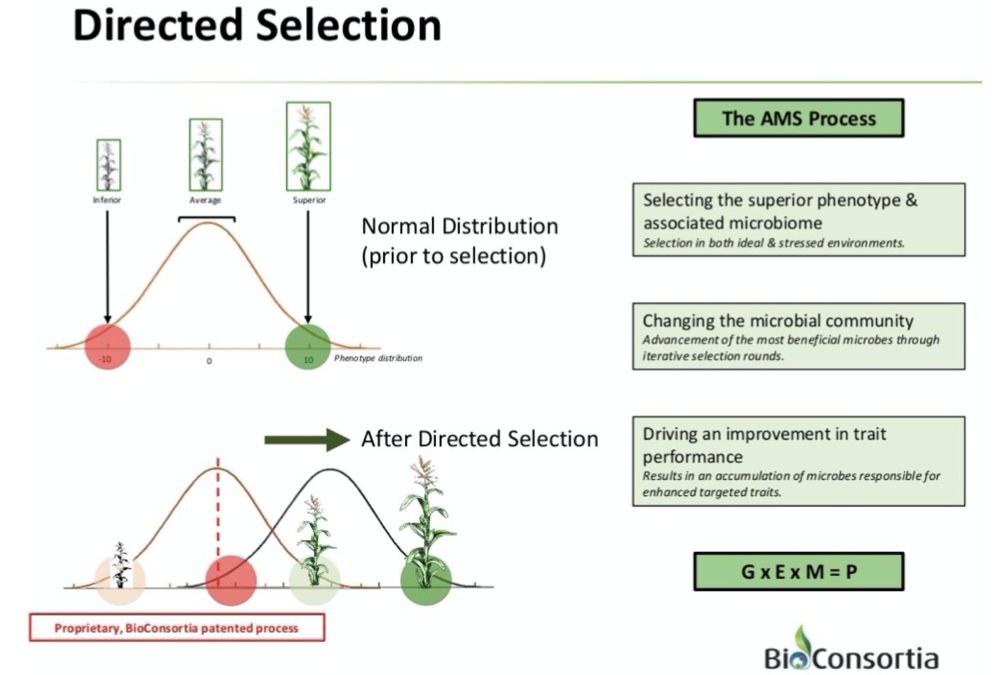 Directed Selection
Inferior
Average
Superior
Normal Distribution
(prior to selection)
-10
0
10
Phenotype distribution
After Directed Selection
Proprietary, BioConsortia patented process
The AMS Process
Selecting the superior phenotype &
associated microbiome
Selection in both ideal & stressed environments.
Changing the microbial community
Advancement of the most beneficial microbes through
iterative selection rounds.
Driving an improvement in trait
performance
Results in an accumulation of microbes responsible for
enhanced targeted traits.
G x E x M = P
BioConsortia